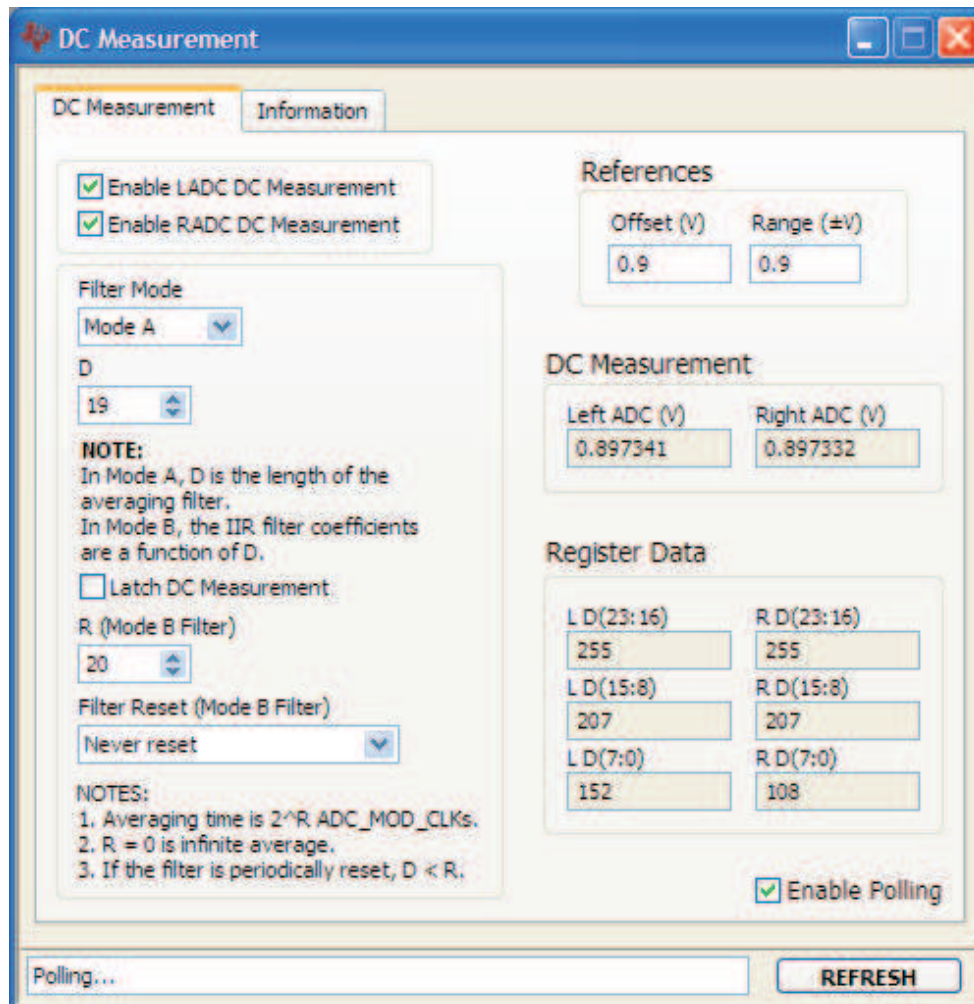 DC Measurement
DC Measurement
Information
Enable LADC DC Measurement
Enable RADC DC Measurement
Filter Mode
Mode A
D
19
NOTE:
In Mode A, D is the length of the
averaging filter.
In Mode B, the IIR filter coefficients
are a function of D.
Latch DC Measurement
R (Mode B Filter)
20
Filter Reset (Mode B Filter)
Never reset
NOTES:
1. Averaging time is 2^R ADC_MOD_CLKs.
2. R = 0 is infinite average.
3. If the filter is periodically reset, D < R.
References
Offset (V) Range (±V)
0.9 0.9
DC Measurement
Left ADC (V) Right ADC (V)
0.897341 0.897332
Register Data
L D(23:16) R D(23:16)
255 255
L D(15:8) R D(15:8)
207 207
L D(7:0) R D(7:0)
152 108
Enable Polling
Polling...
REFRESH